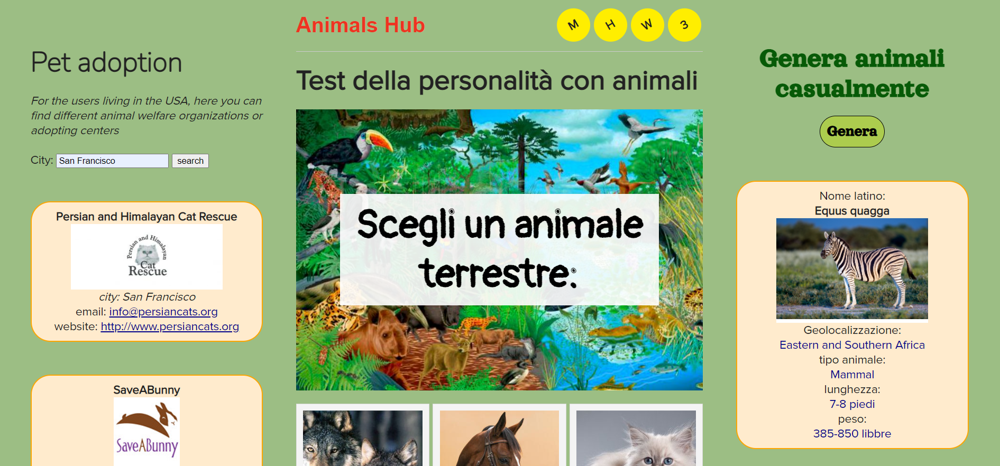 Animals Hub
M H W 3
Pet adoption
For the users living in the USA, here you can
find different animal welfare organizations or
adopting centers
City: San Francisco search
Persian and Himalayan Cat Rescue
Persian and Himalayan
Cat
Rescue
city: San Francisco
email: info@persiancats.org
website: http://www.persiancats.org
SaveABunny
SaveABunny
Test della personalità con animali
Scegli un animale
terrestre:
Genera animali
casualmente
Genera
Nome latino:
Equus quagga
Geolocalizzazione:
Eastern and Southern Africa
tipo animale:
Mammal
lunghezza:
7-8 piedi
peso:
385-850 libbre